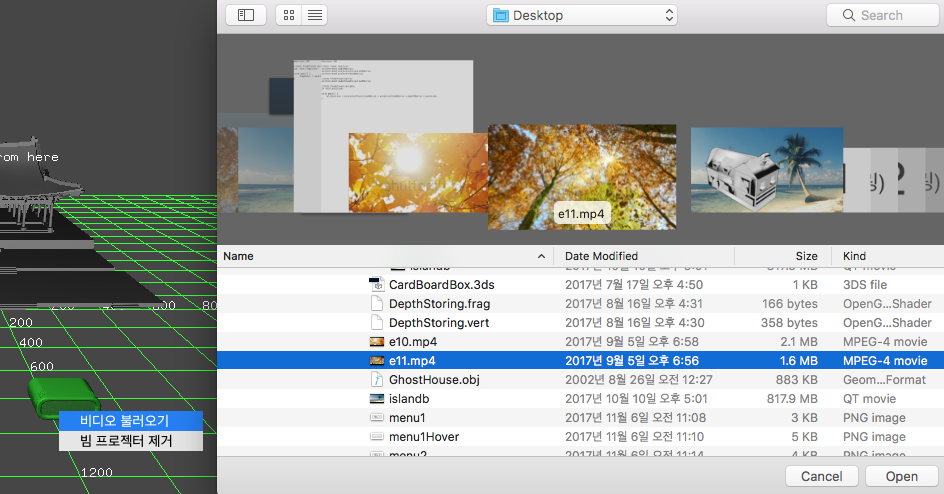 Desktop
Search
rom here
e11.mp4
Name
Date Modified
Size
Kind
islandb
CardBoardBox.3ds 2017년 7월 17일 오후 4:50 1 KB 3DS file
DepthStoring.frag 2017년 8월 16일 오후 4:31 166 bytes OpenG...Shader
DepthStoring.vert 2017년 8월 16일 오후 4:30 358 bytes OpenG...Shader
e10.mp4 2017년 9월 5일 오후 6:58 2.1 MB MPEG-4 movie
e11.mp4 2017년 9월 5일 오후 6:56 1.6 MB MPEG-4 movie
GhostHouse.obj 2002년 8월 26일 오전 12:27 883 KB Geom...Format
islandb 2017년 10월 10일 오후 5:01 817.9 MB QT movie
menu1 2017년 11월 6일 오전 11:08 3 KB PNG image
menu1Hover 2017년 11월 6일 오전 11:10 5 KB PNG image
menu2 2017년 11월 6일 오전 11:14 4 KB PNG image
200
400
600
800
비디오 불러오기
빔 프로젝터 제거
1200
Cancel
Open